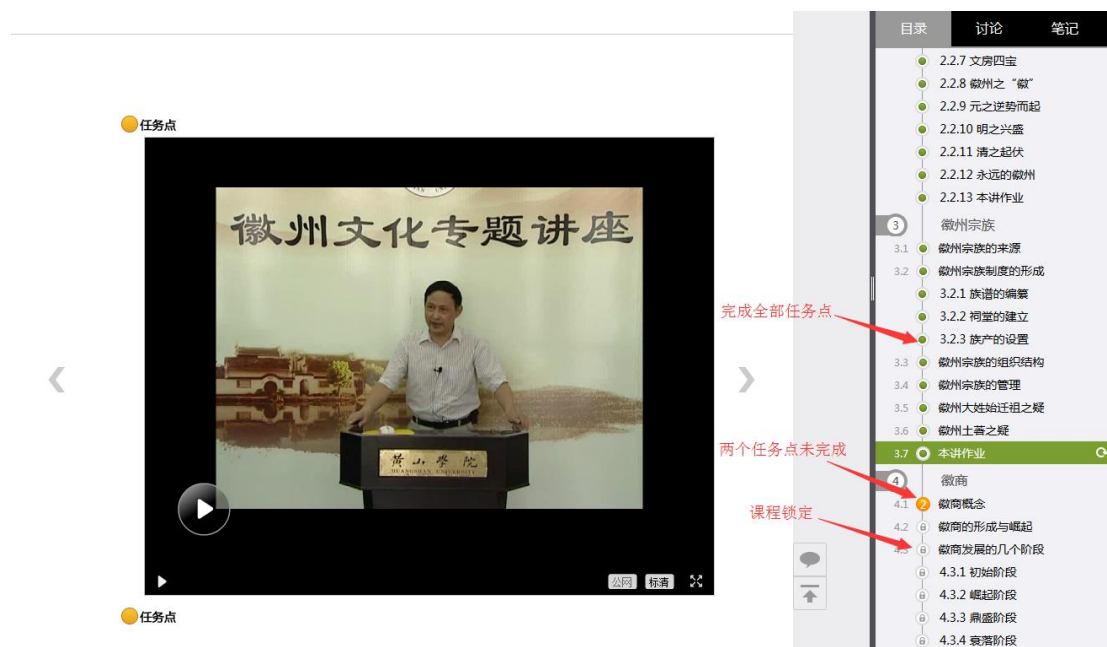 目录 讨论 笔记
2.2.7 文房四宝
2.2.8 徽州之“徽”
2.2.9 元之逆势而起
2.2.10 明之兴盛
2.2.11 清之起伏
2.2.12 永远的徽州
2.2.13 本讲作业
3 徽州宗族
3.1 徽州宗族的来源
3.2 徽州宗族制度的形成
3.2.1 族谱的编纂
3.2.2 祠堂的建立
3.2.3 族产的设置
3.3 徽州宗族的组织结构
3.4 徽州宗族的管理
3.5 徽州大姓始迁祖之疑
3.6 徽州土著之疑
3.7 本讲作业
4 徽商
4.1 2 徽商概念
4.2 徽商的形成与崛起
4.3 徽商发展的几个阶段
4.3.1 初始阶段
4.3.2 崛起阶段
4.3.3 鼎盛阶段
4.3.4 衰落阶段
任务点
徽州文化专题讲座
黄山学院
HUANGSHAN UNIVERSITY
公网 标清
任务点
完成全部任务点
两个任务点未完成
课程锁定